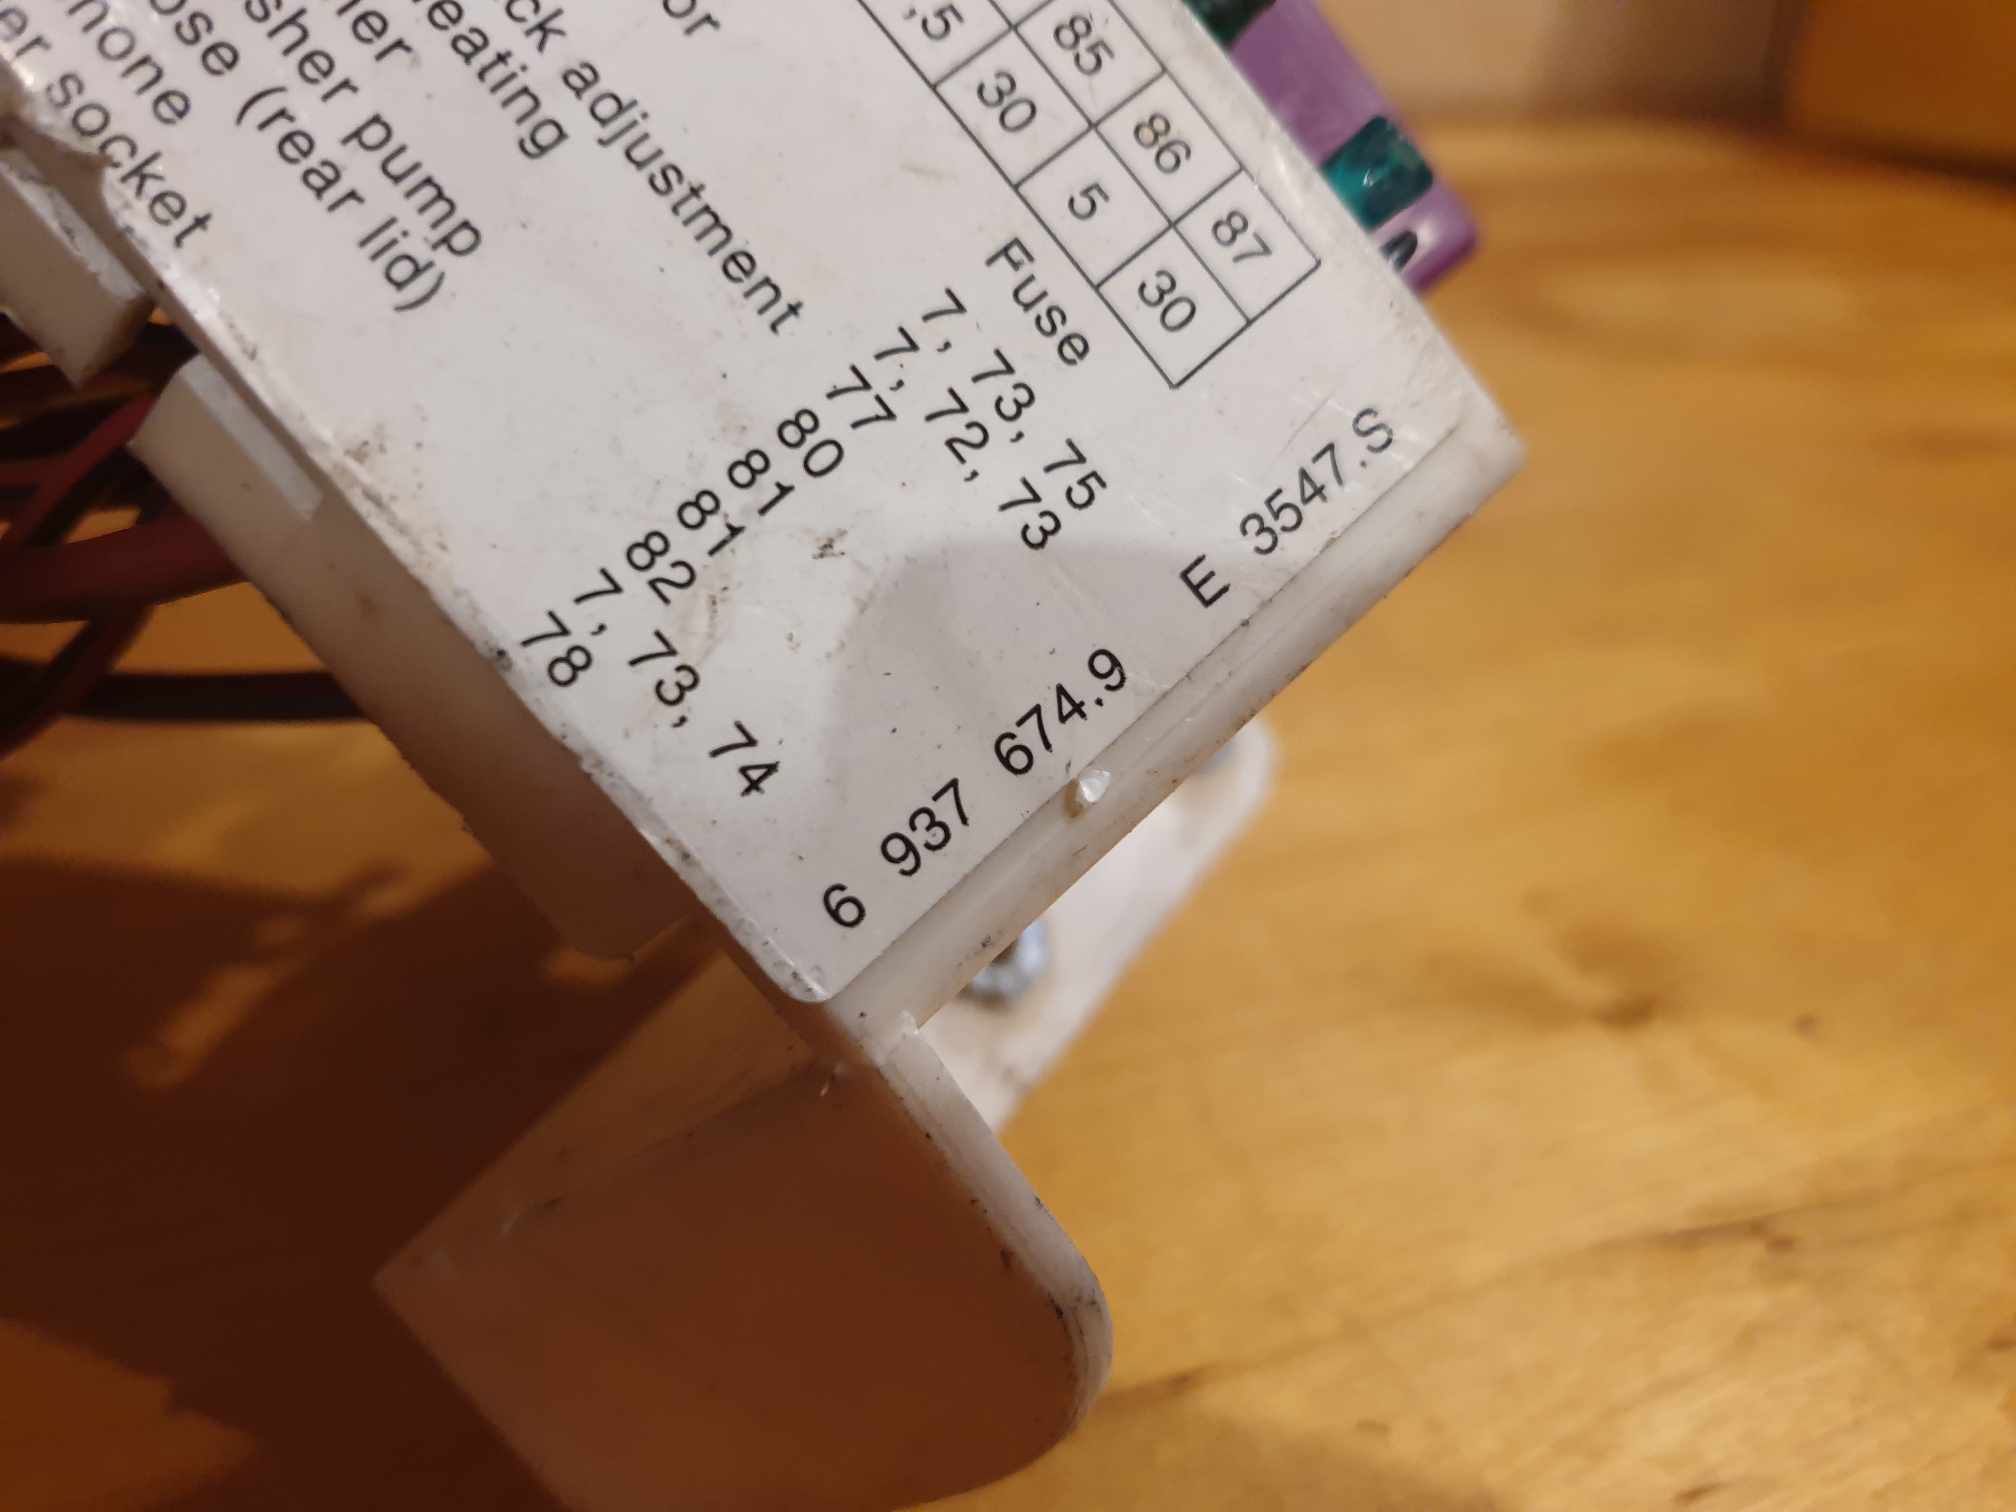 85 86 87
,5 30 5 30
Fuse
or 7, 73, 75
7, 72, 73
ck adjustment 77
eating 80
er 81
sher pump 81
ose (rear lid) 82
hone 7, 73, 74
er socket 78
6 937 674.9 E 3547.S